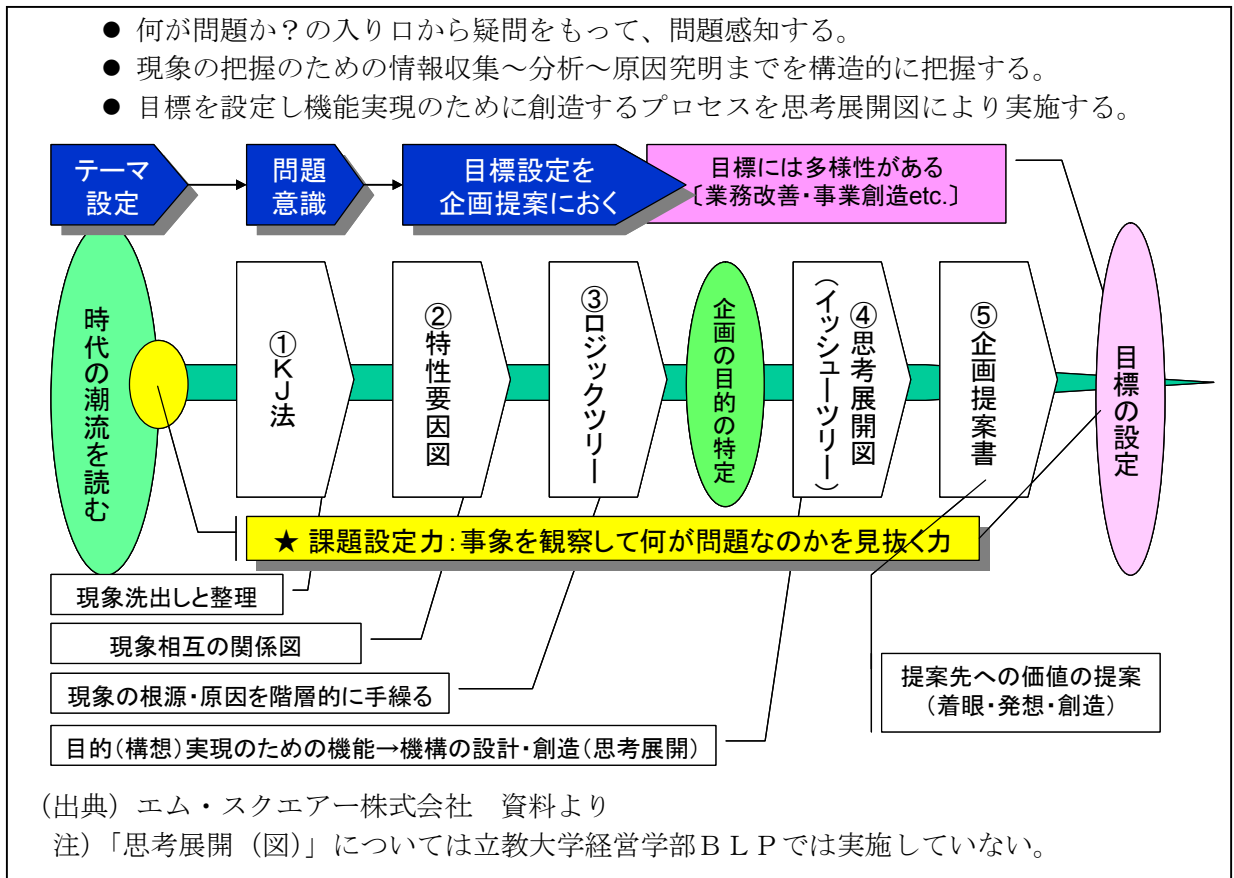 ● 何が問題か？の入り口から疑問をもって、問題感知する。
● 現象の把握のための情報収集～分析～原因究明までを構造的に把握する。
● 目標を設定し機能実現のために創造するプロセスを思考展開図により実施する。
テーマ
設定
問題
意識
目標設定を
企画提案におく
目標には多様性がある
〔業務改善・事業創造etc.〕
時代の潮流を読む
①ＫＪ法
②特性要因図
③ロジックツリー
企画の目的の特定
④思考展開図
（イッシューツリー）
⑤企画提案書
目標の設定
★ 課題設定力：事象を観察して何が問題なのかを見抜く力
現象洗出しと整理
現象相互の関係図
現象の根源・原因を階層的に手繰る
目的（構想）実現のための機能→機構の設計・創造（思考展開）
提案先への価値の提案
（着眼・発想・創造）
（出典）エム・スクエアー株式会社　資料より
注）「思考展開（図）」については立教大学経営学部ＢＬＰでは実施していない。